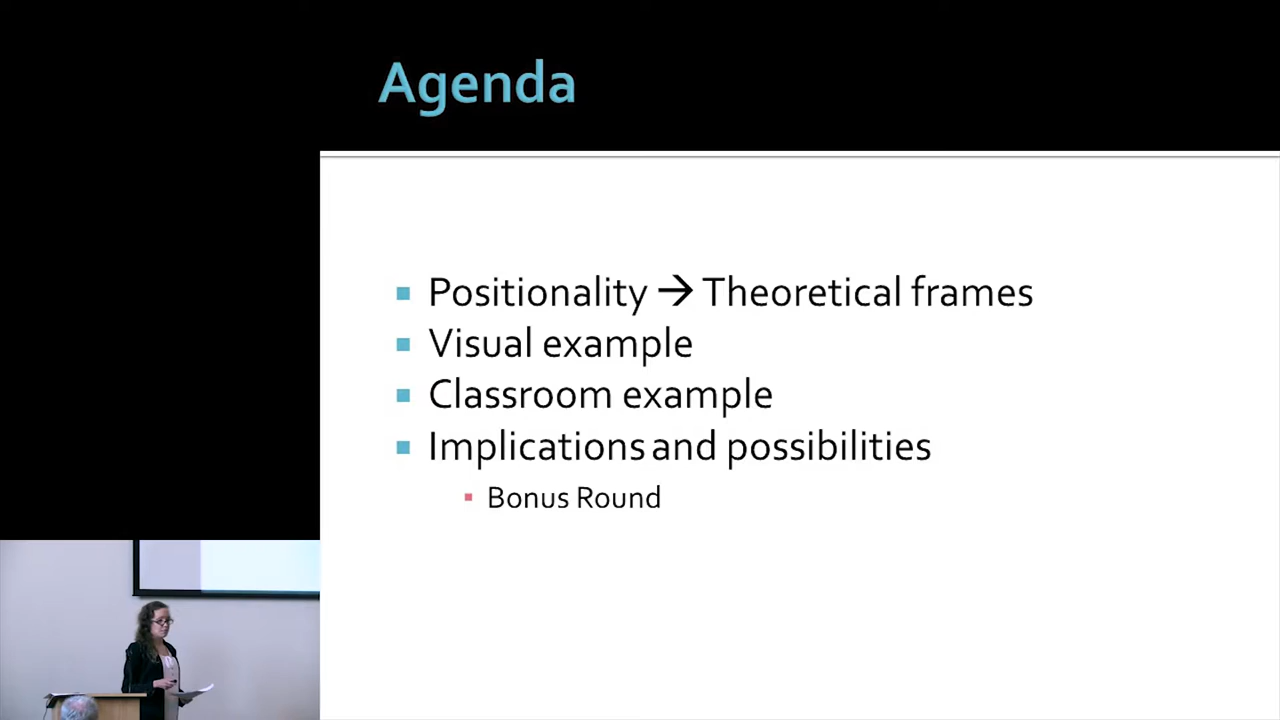 Agenda
Positionality → Theoretical frames
Visual example
Classroom example
Implications and possibilities
Bonus Round